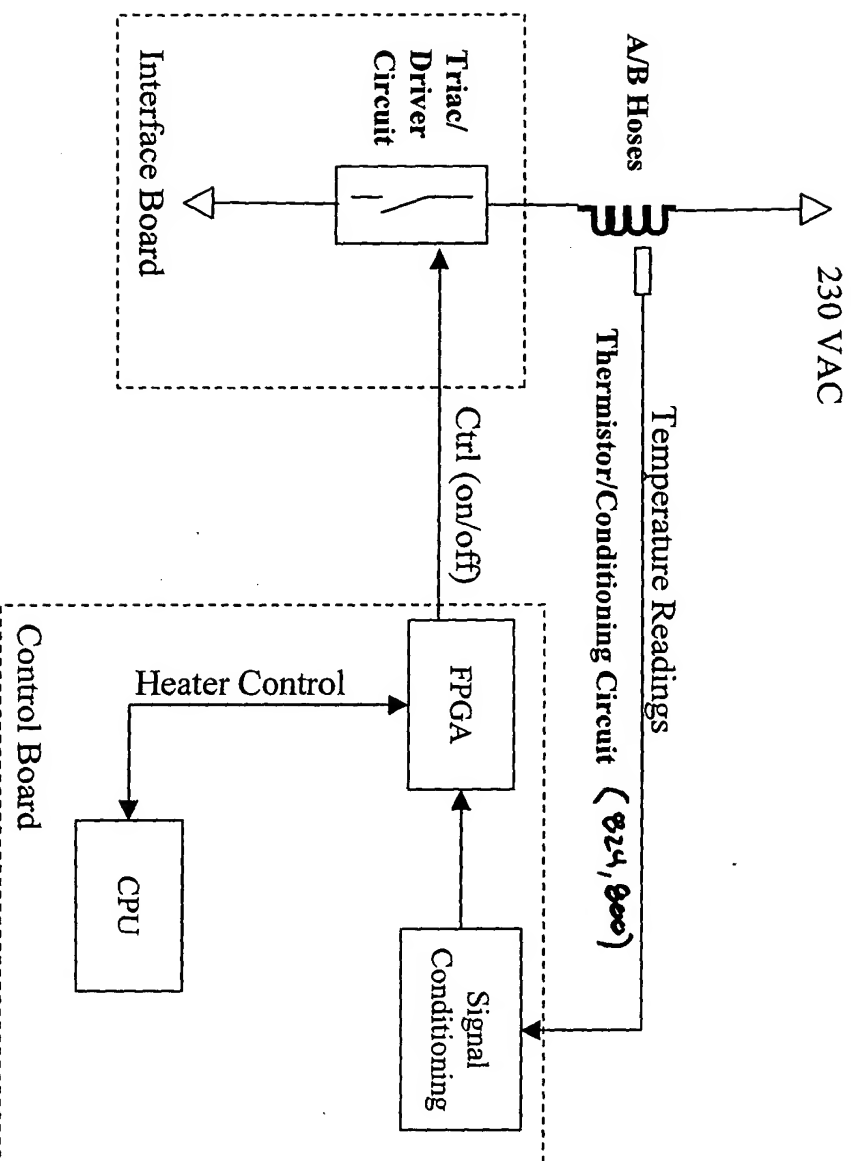 230 VAC
A/B Hoses
Temperature Readings
Thermistor/Conditioning Circuit (824,800)
Triac/
Driver
Circuit
Interface Board
Ctrl (on/off)
FPGA
Signal
Conditioning
Heater Control
CPU
Control Board